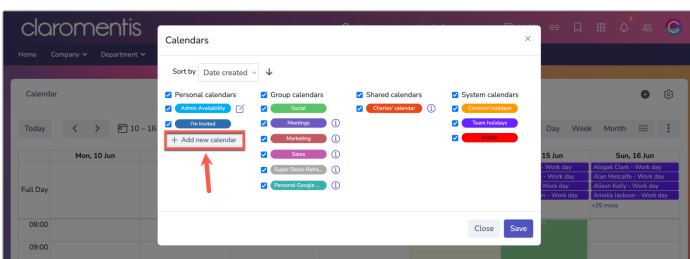 claromentis
Home Company Department
Calendars
Sort by Date created
Personal calendars Group calendars Shared calendars System calendars
Admin Availability Social Charles' calendar Common holidays
I'm Invited Meetings Team holidays
+ Add new calendar Marketing Events
Sales
Super Demo Refre...
Personal Google ...
Close Save
Calendar
Today 10 – 16 Day Week Month
Mon, 10 Jun 15 Jun Sun, 16 Jun
Full Day
- Work day Abigail Clark - Work day
- Work day Alan Metcalfe - Work day
Work day Alison Kelly - Work day
n - Work day Amelia Jackson - Work day
+25 more
08:00
09:00